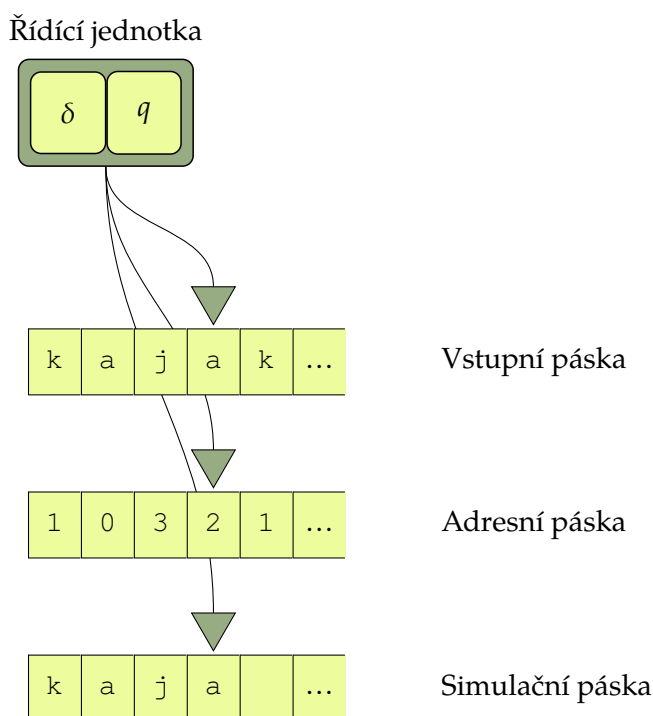 Řídící jednotka
δ q
k a j a k ...
Vstupní páska
1 0 3 2 1 ...
Adresní páska
k a j a ...
Simulační páska